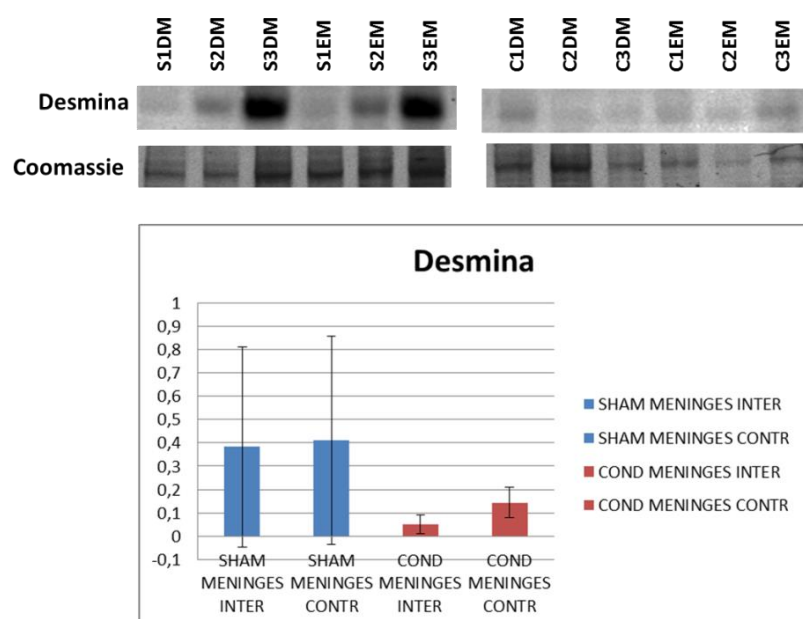 S1DM S2DM S3DM S1EM S2EM S3EM C1DM C2DM C3DM C1EM C2EM C3EM
Desmina
Coomassie
Desmina
1
0,9
0,8
0,7
0,6
0,5
0,4
0,3
0,2
0,1
0
-0,1
SHAM MENINGES INTER
SHAM MENINGES CONTR
COND MENINGES INTER
COND MENINGES CONTR
SHAM SHAM COND COND
MENINGES MENINGES MENINGES MENINGES
INTER CONTR INTER CONTR